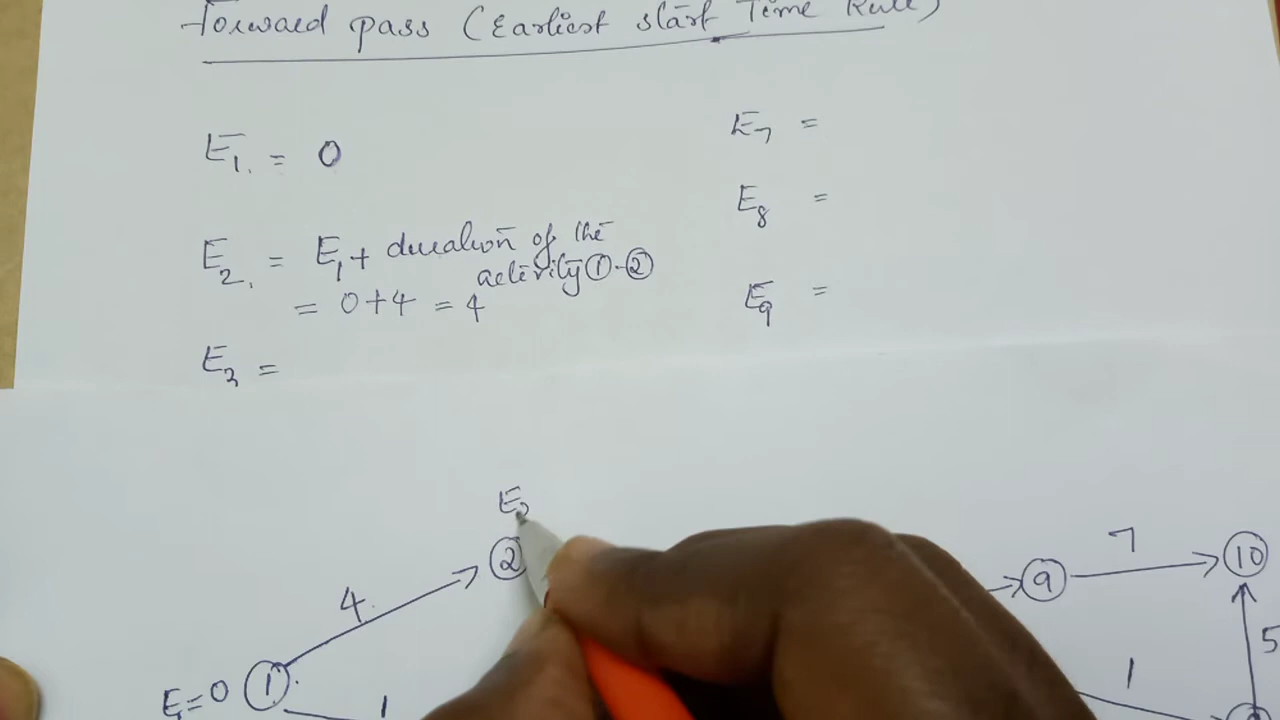 Forward pass (Earliest start Time Rule)
E1. = 0
E2. = E1 + duration of the
activity ①-②
= 0+4 = 4
E3 =
E7 =
E8 =
E9 =
E2
②
4
E1=0 ①
1
9
7
10
1
5